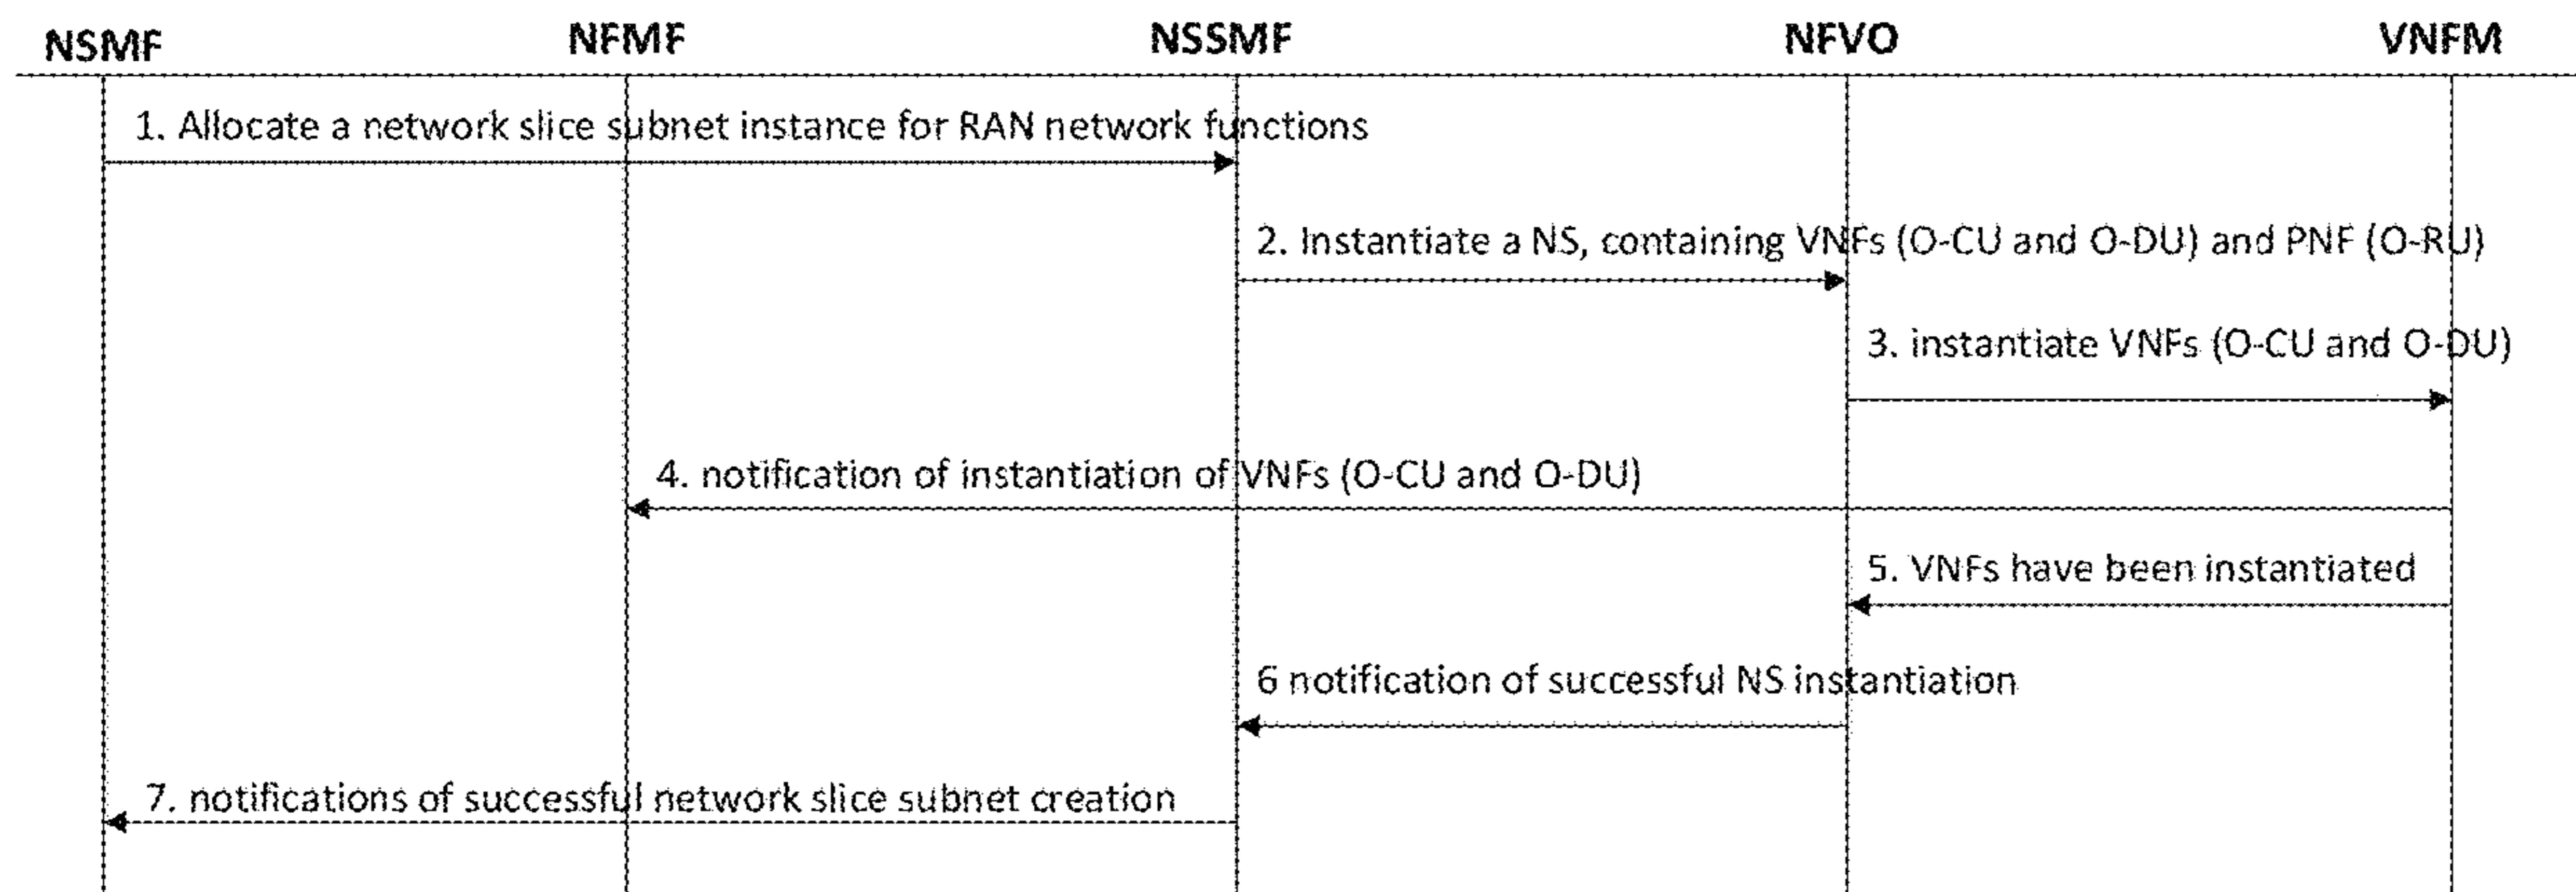 NSMF NFMF NSSMF NFVO VNFM
1. Allocate a network slice subnet instance for RAN network functions
2. Instantiate a NS, containing VNFs (O-CU and O-DU) and PNF (O-RU)
3. instantiate VNFs (O-CU and O-DU)
4. notification of instantiation of VNFs (O-CU and O-DU)
5. VNFs have been instantiated
6 notification of successful NS instantiation
7. notifications of successful network slice subnet creation